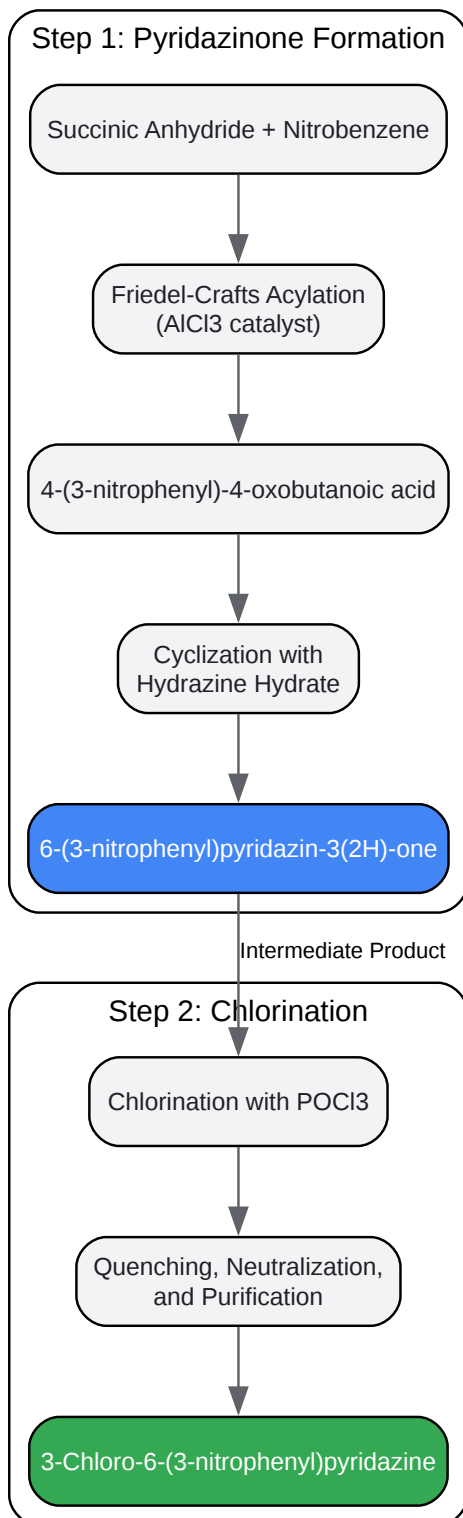 Step 1: Pyridazinone Formation
Succinic Anhydride + Nitrobenzene
Friedel-Crafts Acylation
(AlCl3 catalyst)
4-(3-nitrophenyl)-4-oxobutanoic acid
Cyclization with
Hydrazine Hydrate
6-(3-nitrophenyl)pyridazin-3(2H)-one
Intermediate Product
Step 2: Chlorination
Chlorination with POCl3
Quenching, Neutralization,
and Purification
3-Chloro-6-(3-nitrophenyl)pyridazine